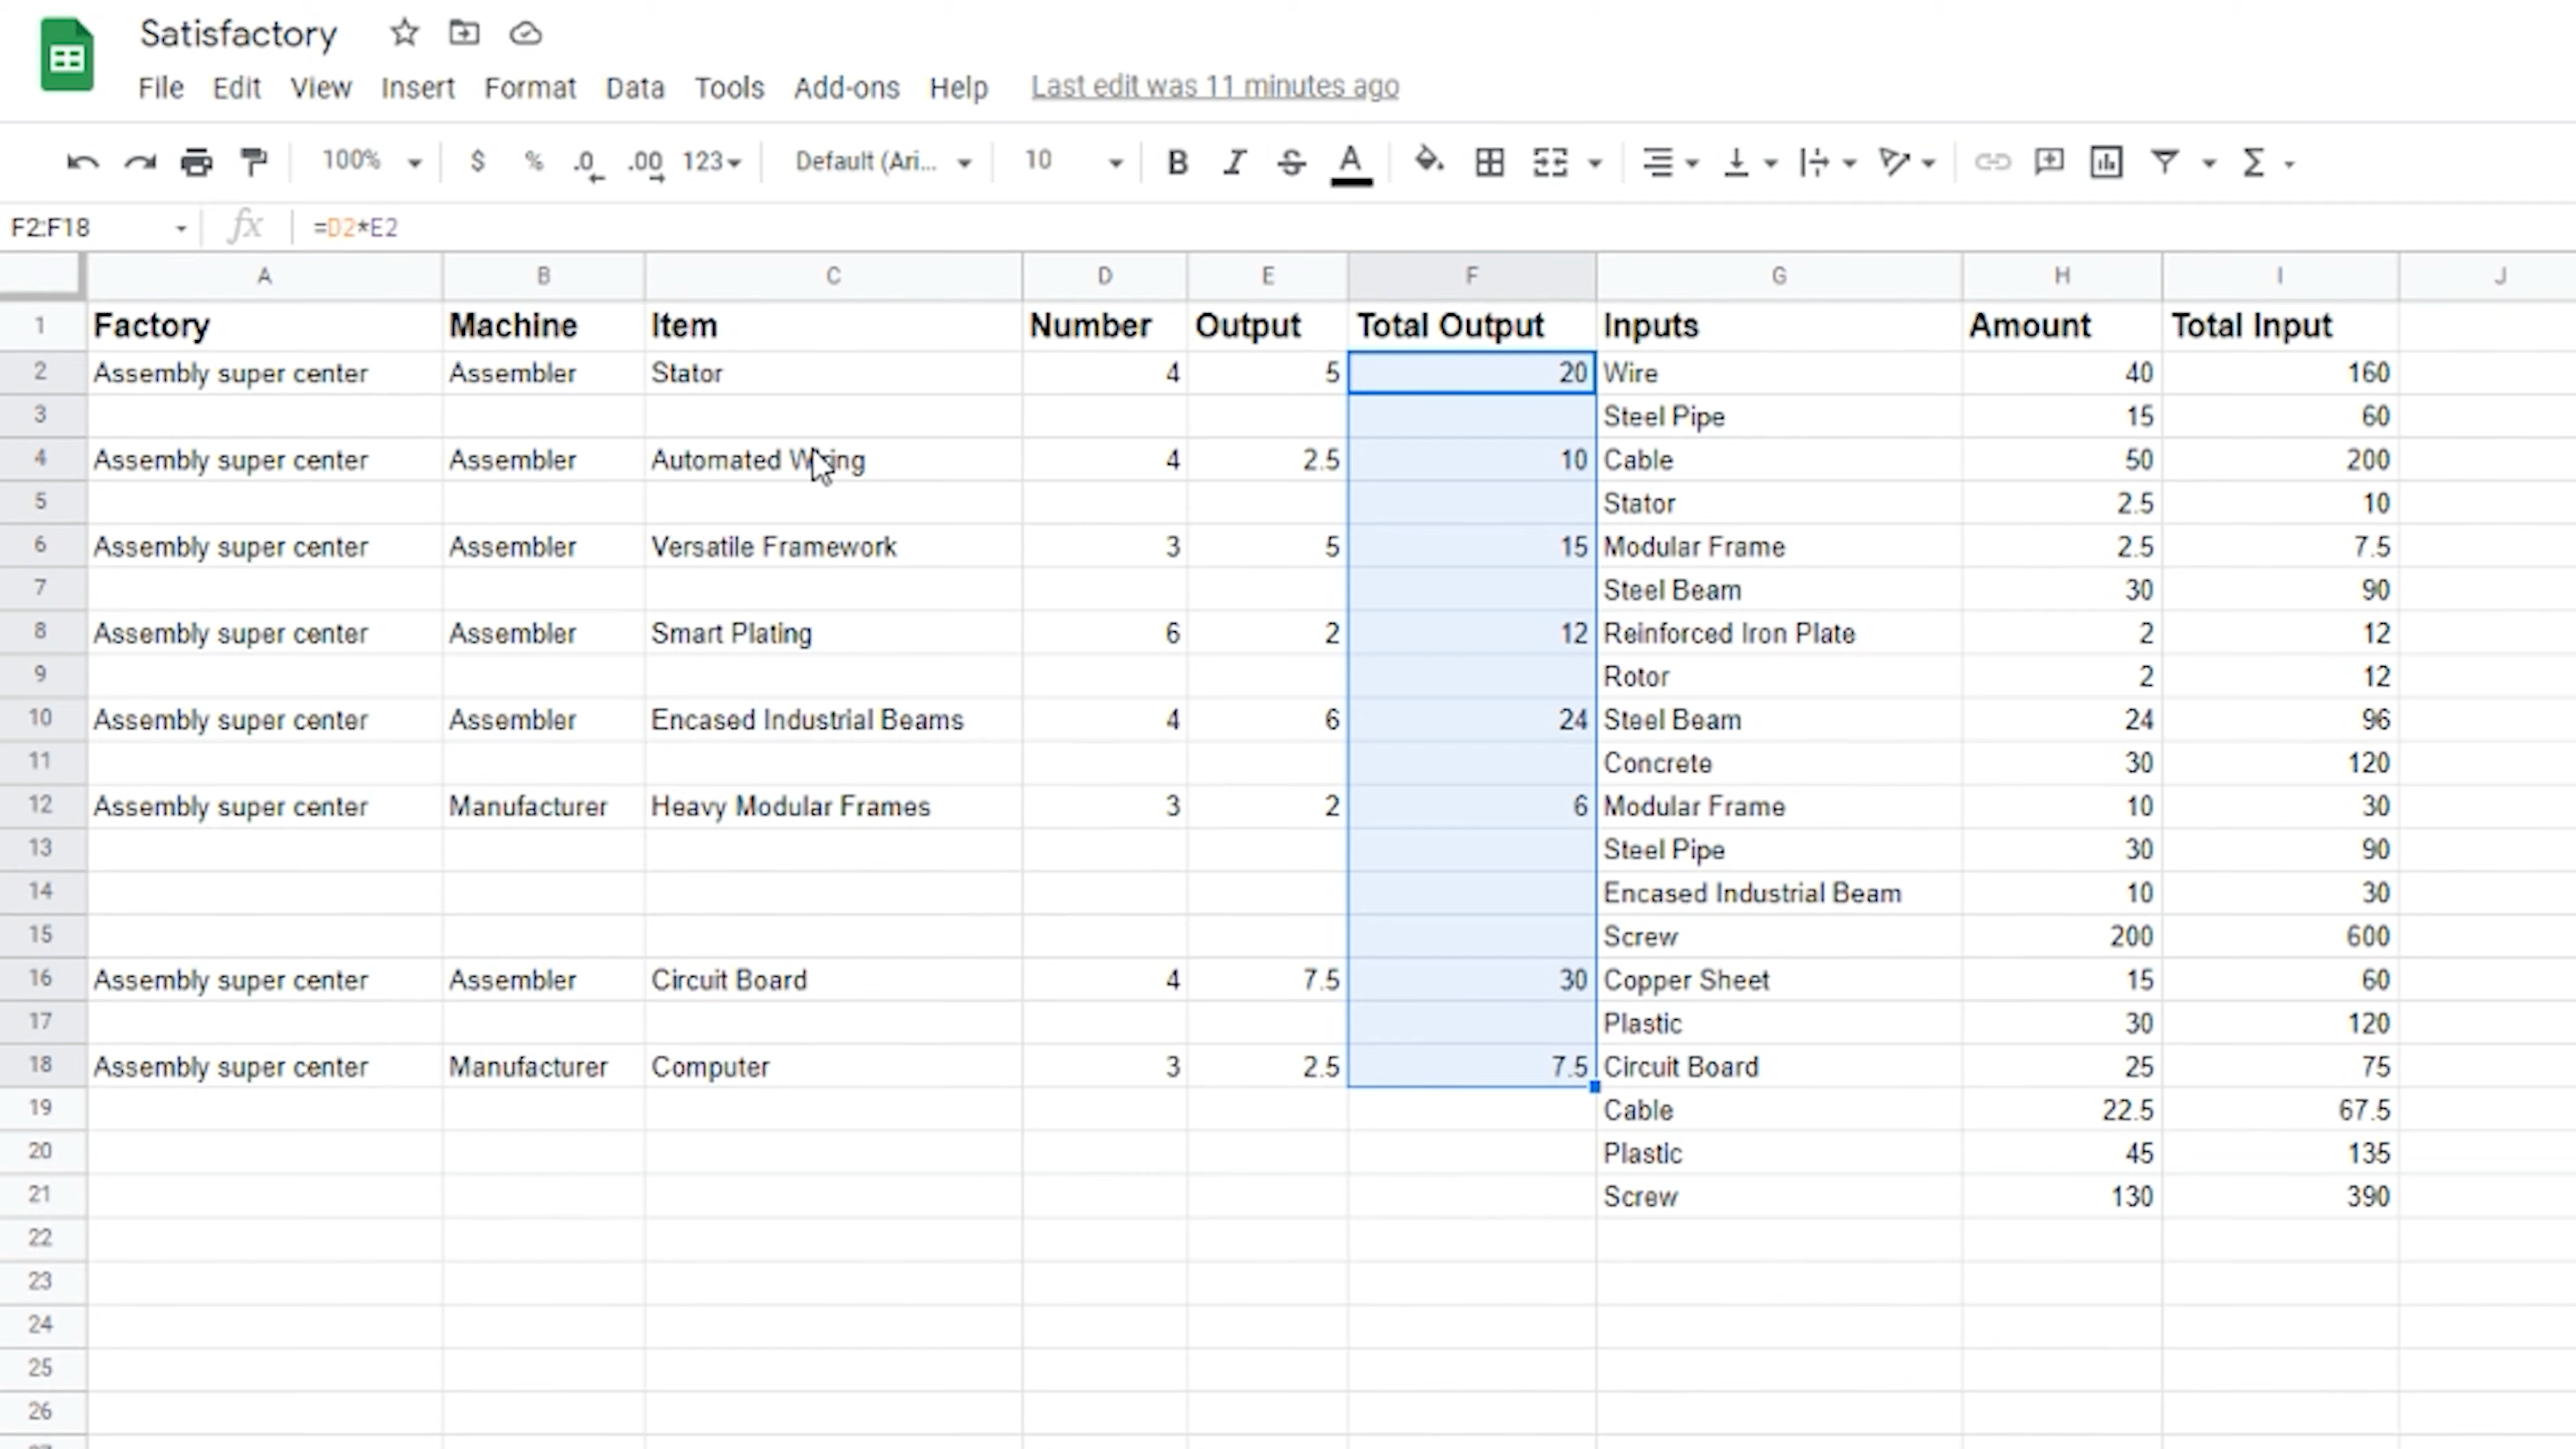 Satisfactory
File Edit View Insert Format Data Tools Add-ons Help Last edit was 11 minutes ago
100% $ % .0 .00 123 Default (Ari... 10 B I S A Σ
F2:F18 fx =D2*E2
A B C D E F G H I J
1 Factory Machine Item Number Output Total Output Inputs Amount Total Input
2 Assembly super center Assembler Stator 4 5 20 Wire 40 160
3 Steel Pipe 15 60
4 Assembly super center Assembler Automated Wiring 4 2.5 10 Cable 50 200
5 Stator 2.5 10
6 Assembly super center Assembler Versatile Framework 3 5 15 Modular Frame 2.5 7.5
7 Steel Beam 30 90
8 Assembly super center Assembler Smart Plating 6 2 12 Reinforced Iron Plate 2 12
9 Rotor 2 12
10 Assembly super center Assembler Encased Industrial Beams 4 6 24 Steel Beam 24 96
11 Concrete 30 120
12 Assembly super center Manufacturer Heavy Modular Frames 3 2 6 Modular Frame 10 30
13 Steel Pipe 30 90
14 Encased Industrial Beam 10 30
15 Screw 200 600
16 Assembly super center Assembler Circuit Board 4 7.5 30 Copper Sheet 15 60
17 Plastic 30 120
18 Assembly super center Manufacturer Computer 3 2.5 7.5 Circuit Board 25 75
19 Cable 22.5 67.5
20 Plastic 45 135
21 Screw 130 390
22
23
24
25
26